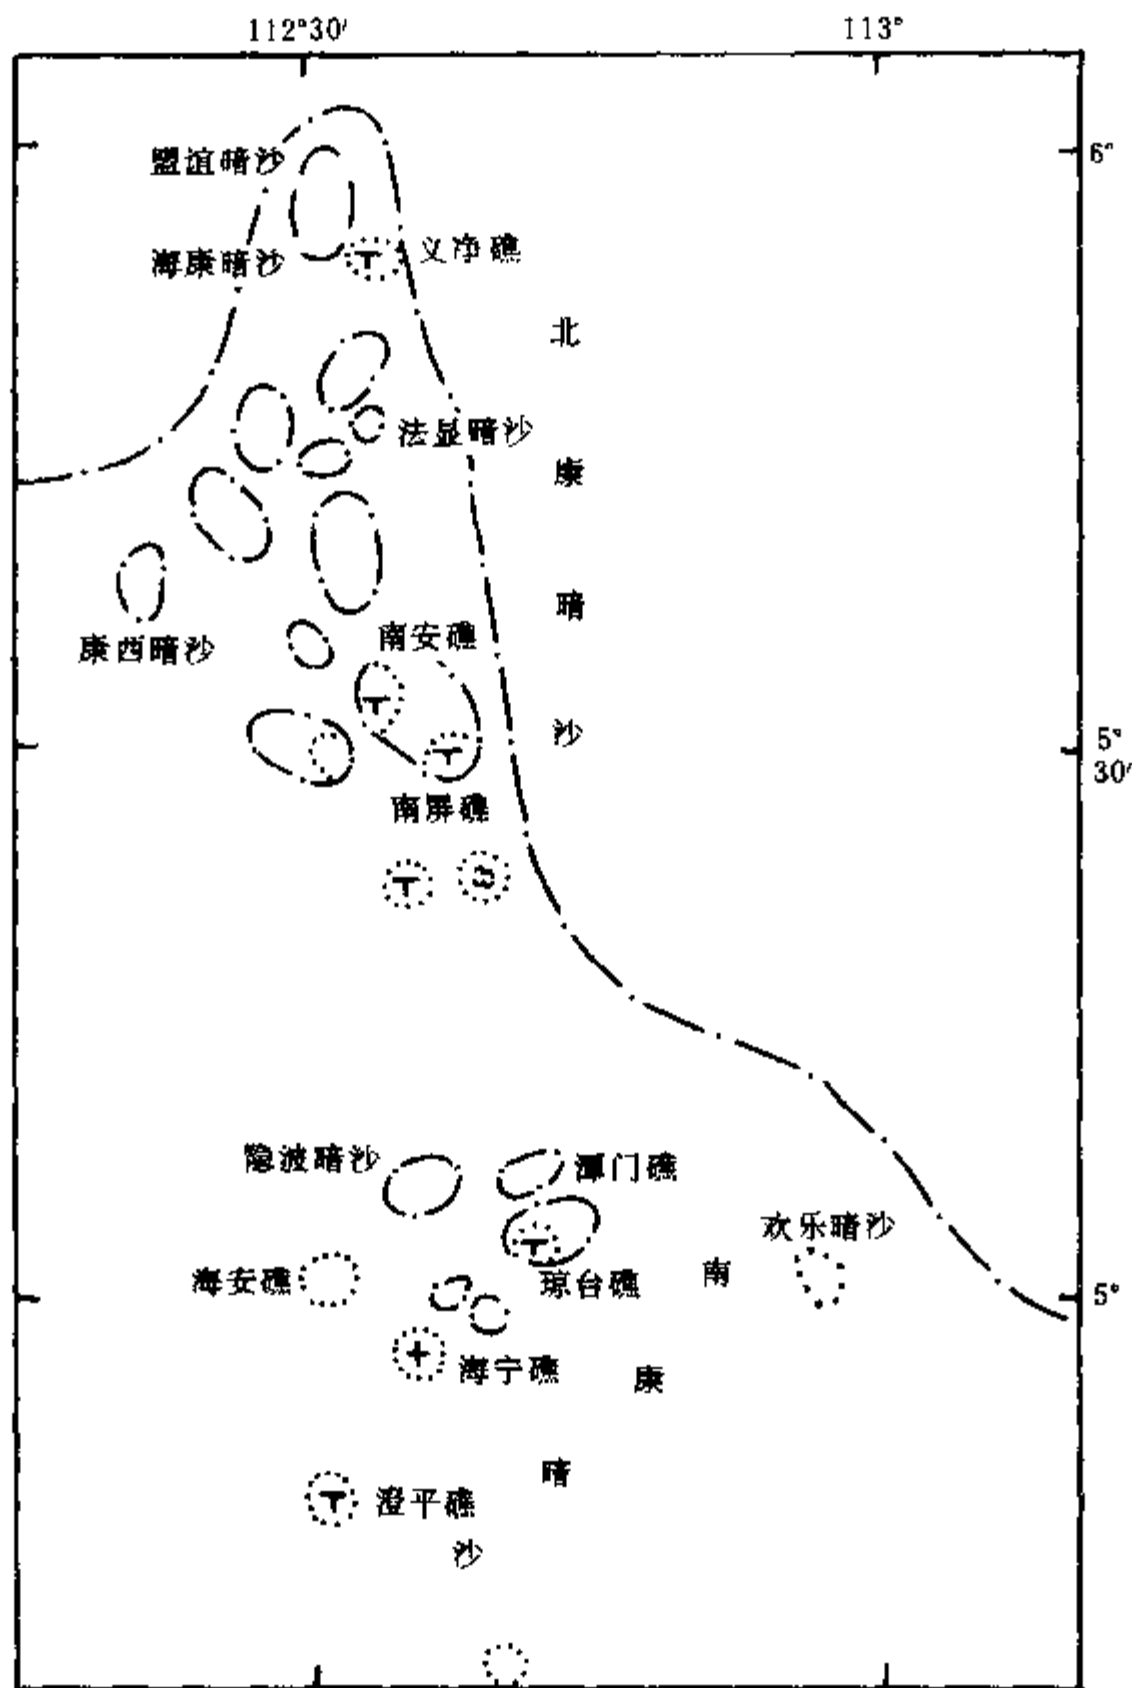 112°30′
113°
6°
盟谊暗沙
海康暗沙
义净礁
北康暗沙
法显暗沙
康西暗沙
南安礁
5°
30′
南屏礁
隐波暗沙
潭门礁
欢乐暗沙
海安礁
琼台礁
南康暗沙
5°
海宁礁
澄平礁